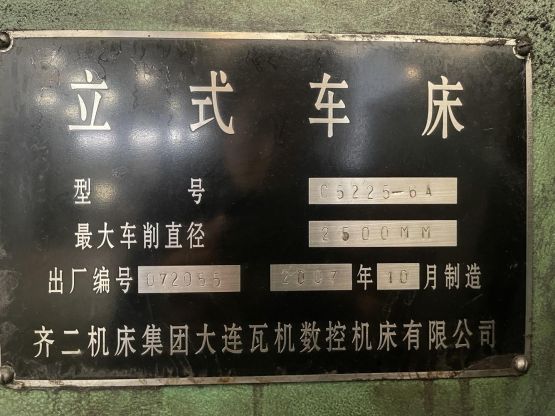 立式车床
型号 C5225-6A
最大车削直径 2500MM
出厂编号 072055 2007年10月制造
齐二机床集团大连瓦机数控机床有限公司